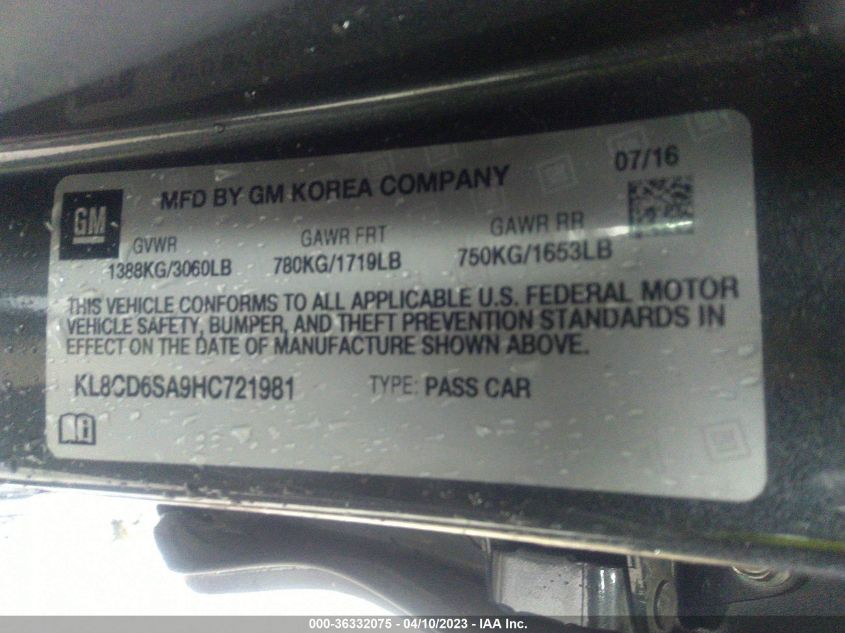 MFD BY GM KOREA COMPANY
07/16
GM
GVWR
GAWR FRT
GAWR RR
1388KG/3060LB
780KG/1719LB
750KG/1653LB
THIS VEHICLE CONFORMS TO ALL APPLICABLE U.S. FEDERAL MOTOR
VEHICLE SAFETY, BUMPER, AND THEFT PREVENTION STANDARDS IN
EFFECT ON THE DATE OF MANUFACTURE SHOWN ABOVE.
KL8CD6SA9HC721981
TYPE: PASS CAR
000-36332075 - 04/10/2023 - IAA Inc.